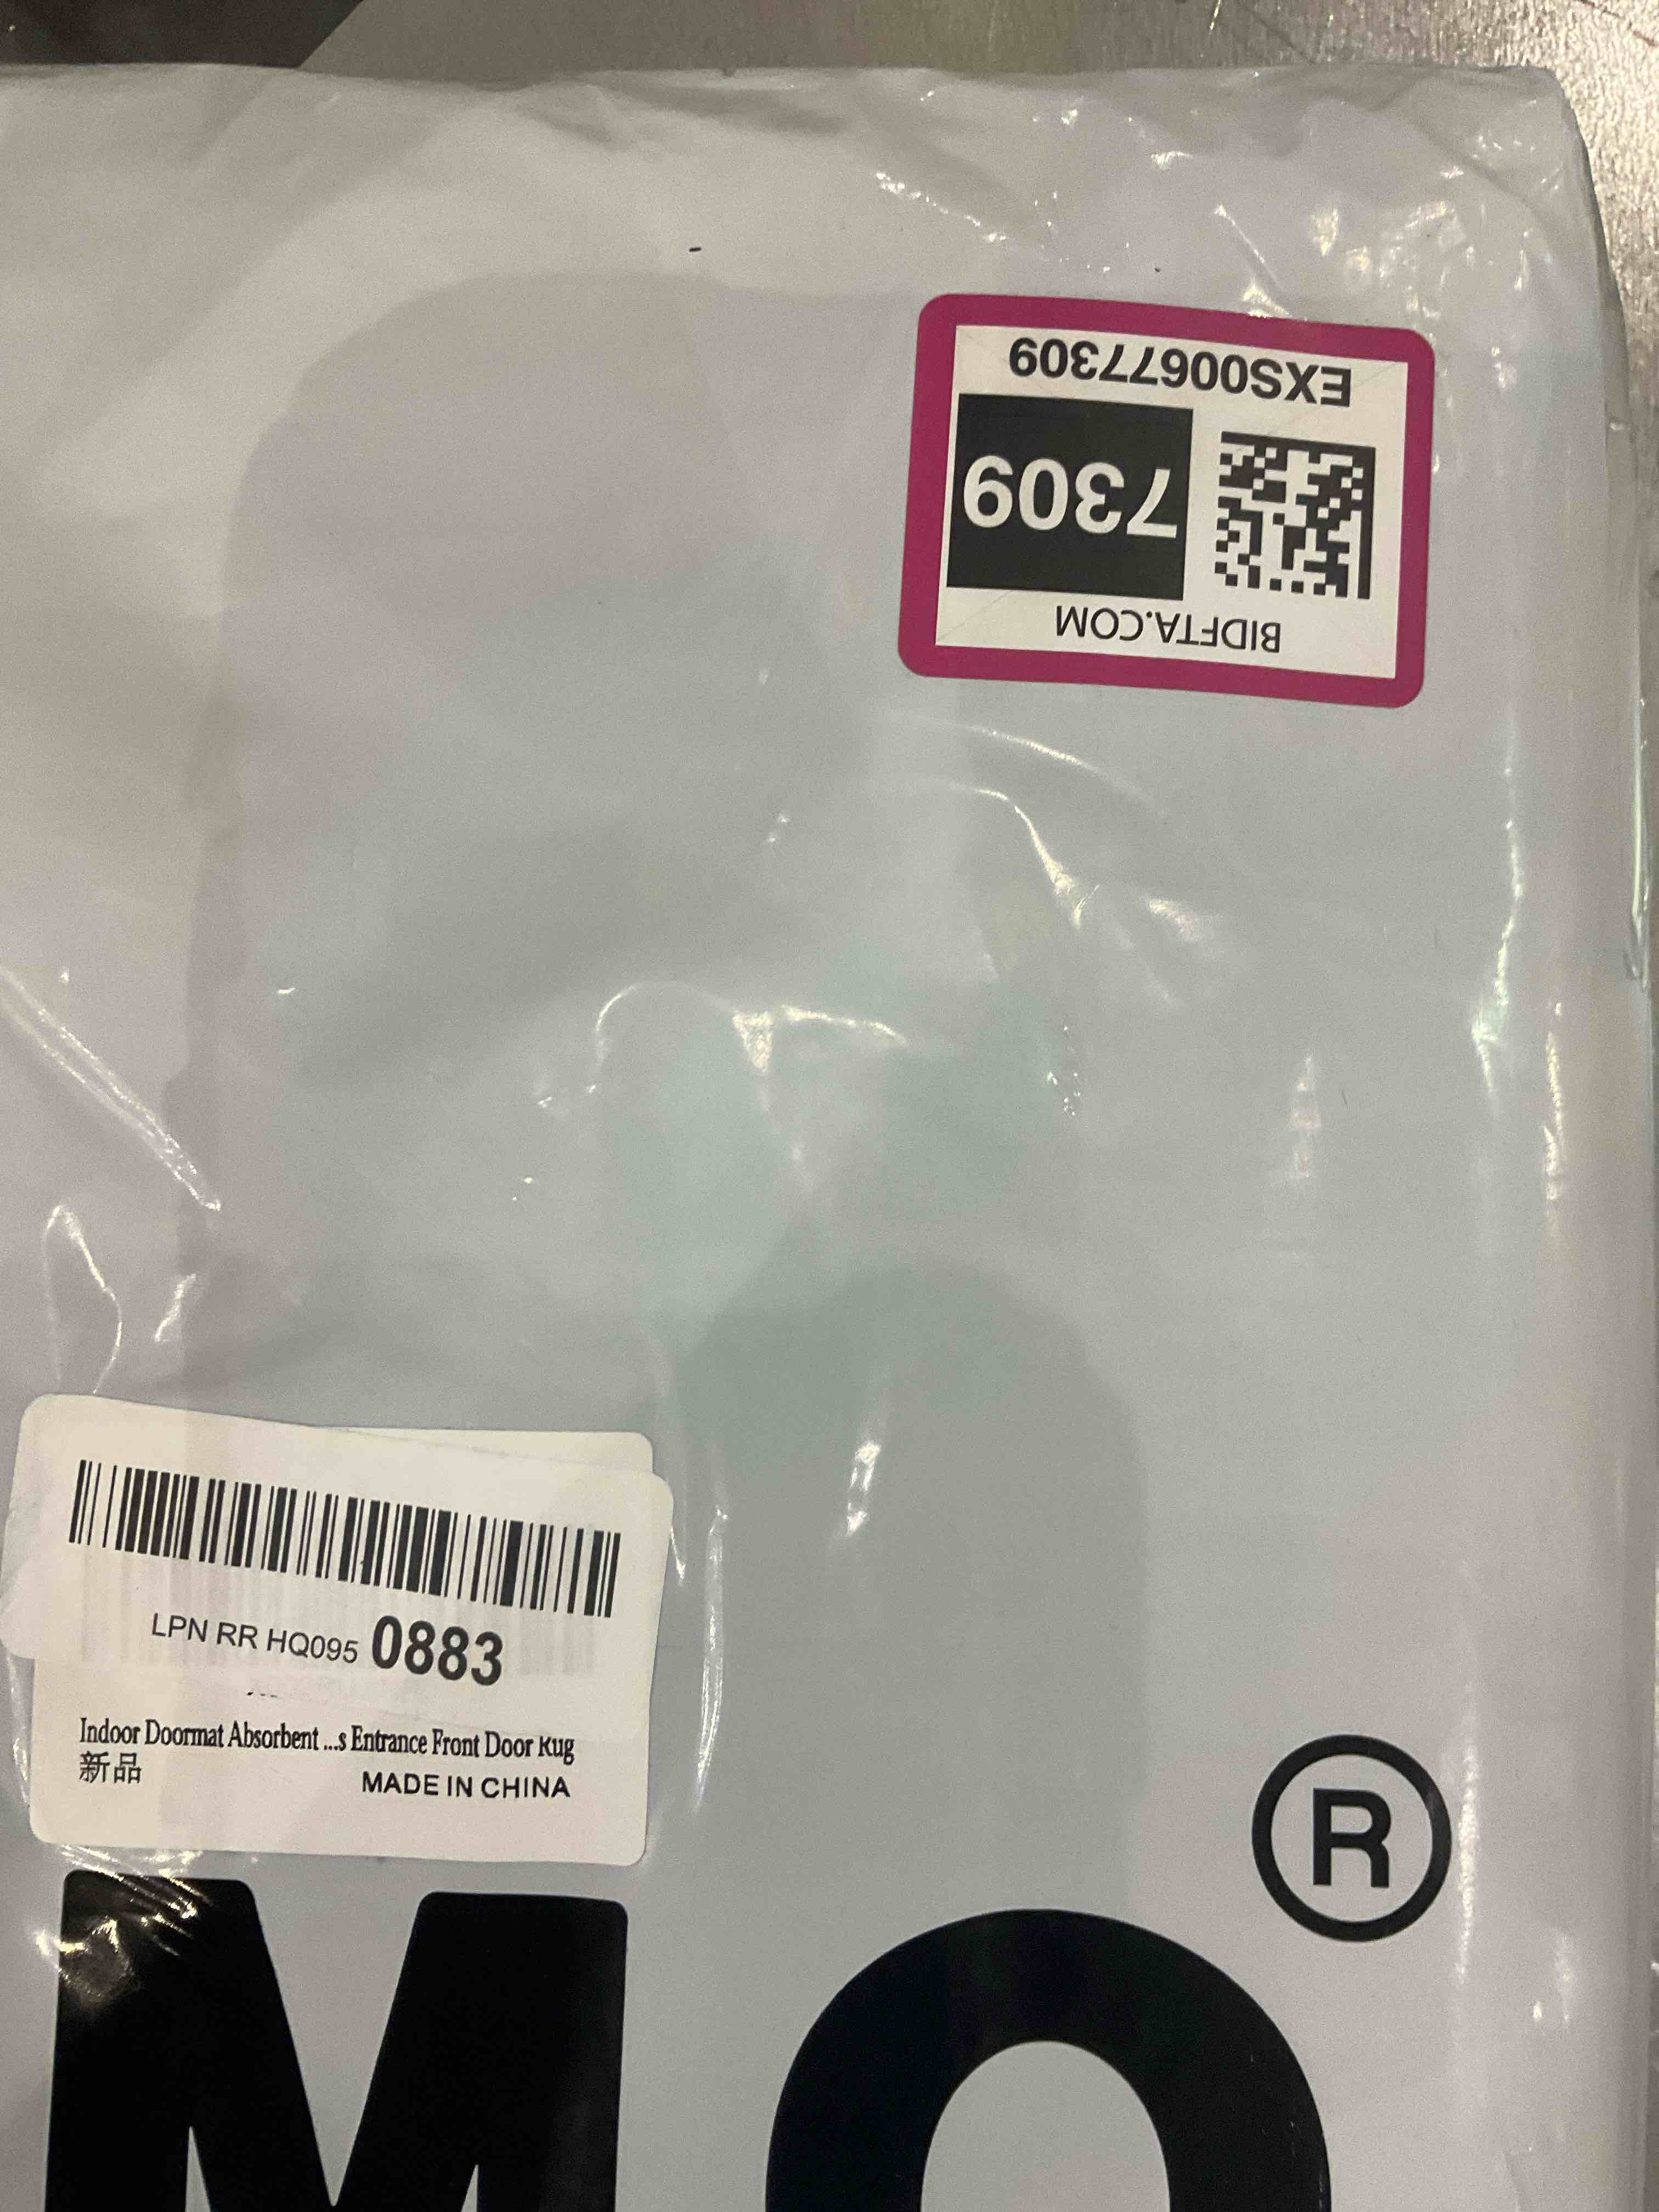 EXS00677309
7309
BIDFTA.COM
LPN RR HQ095 0883
Indoor Doormat Absorbent ...s Entrance Front Door Rug
新品
MADE IN CHINA
MO®